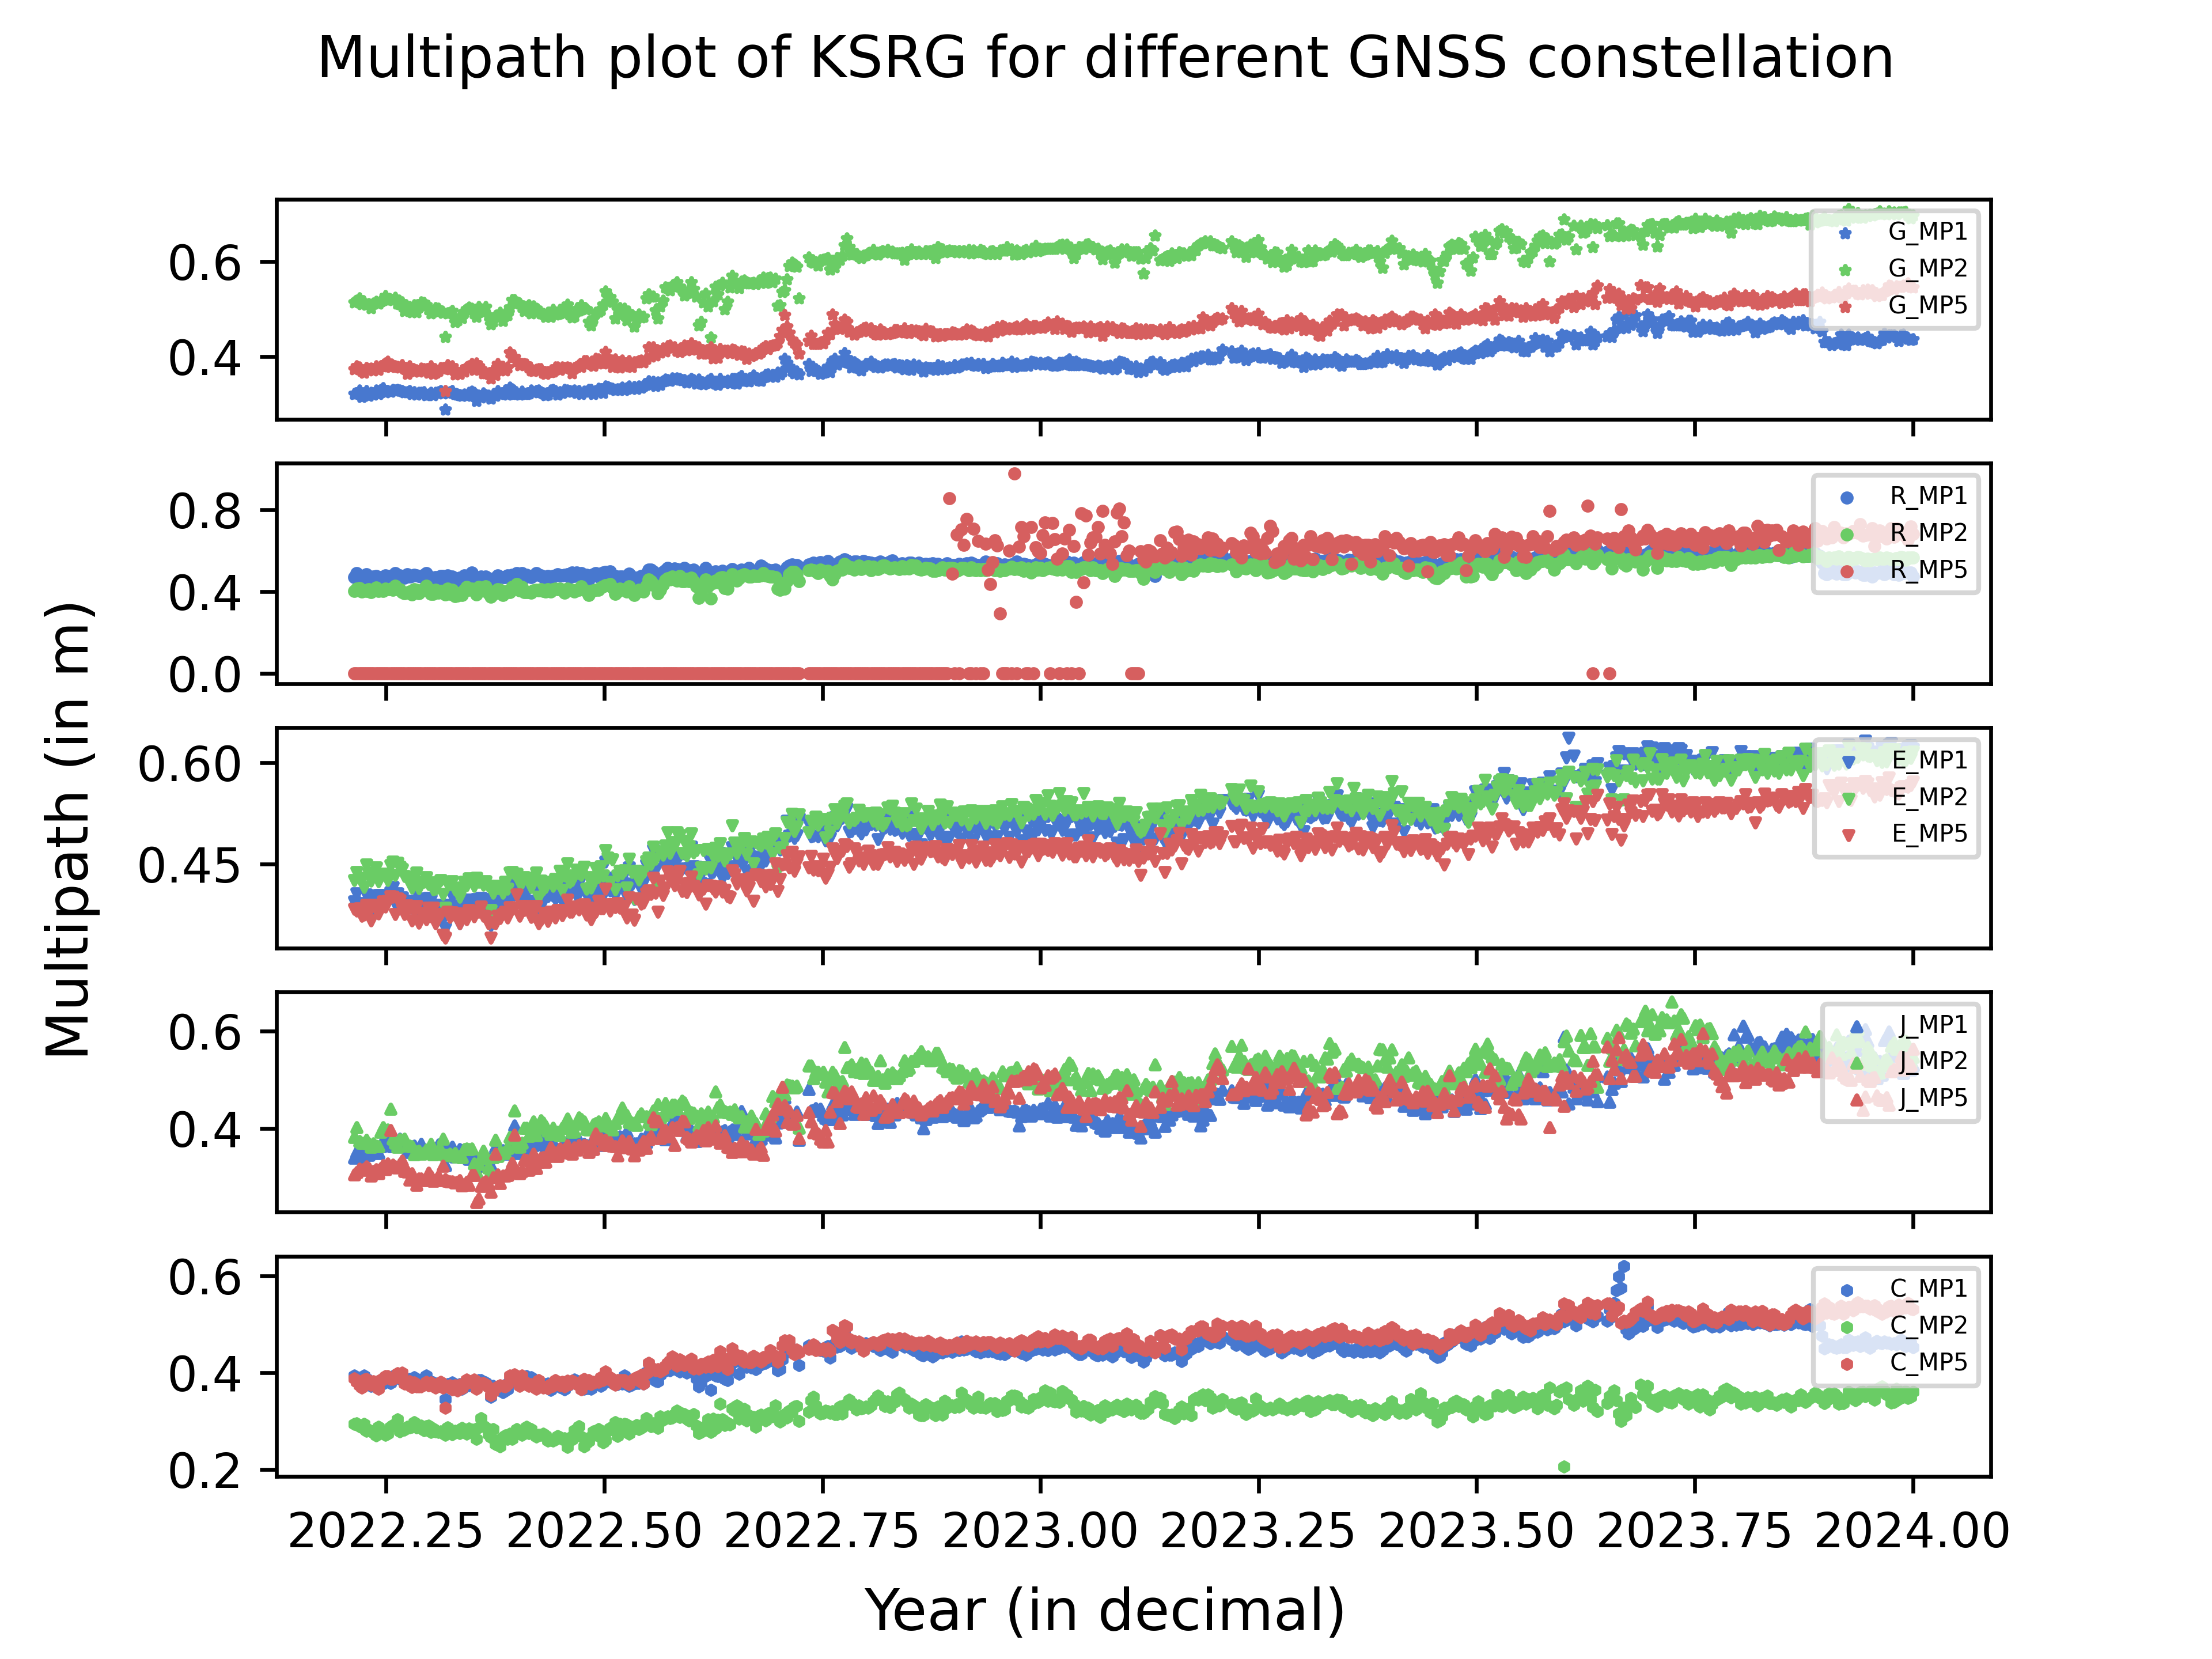 Multipath plot of KSRG for different GNSS constellation
0.6
0.4
G_MP1
G_MP2
G_MP5
0.8
0.4
0.0
R_MP1
R_MP2
R_MP5
0.60
0.45
E_MP1
E_MP2
E_MP5
0.6
0.4
J_MP1
J_MP2
J_MP5
0.6
0.4
0.2
C_MP1
C_MP2
C_MP5
2022.25 2022.50 2022.75 2023.00 2023.25 2023.50 2023.75 2024.00
Year (in decimal)
Multipath (in m)